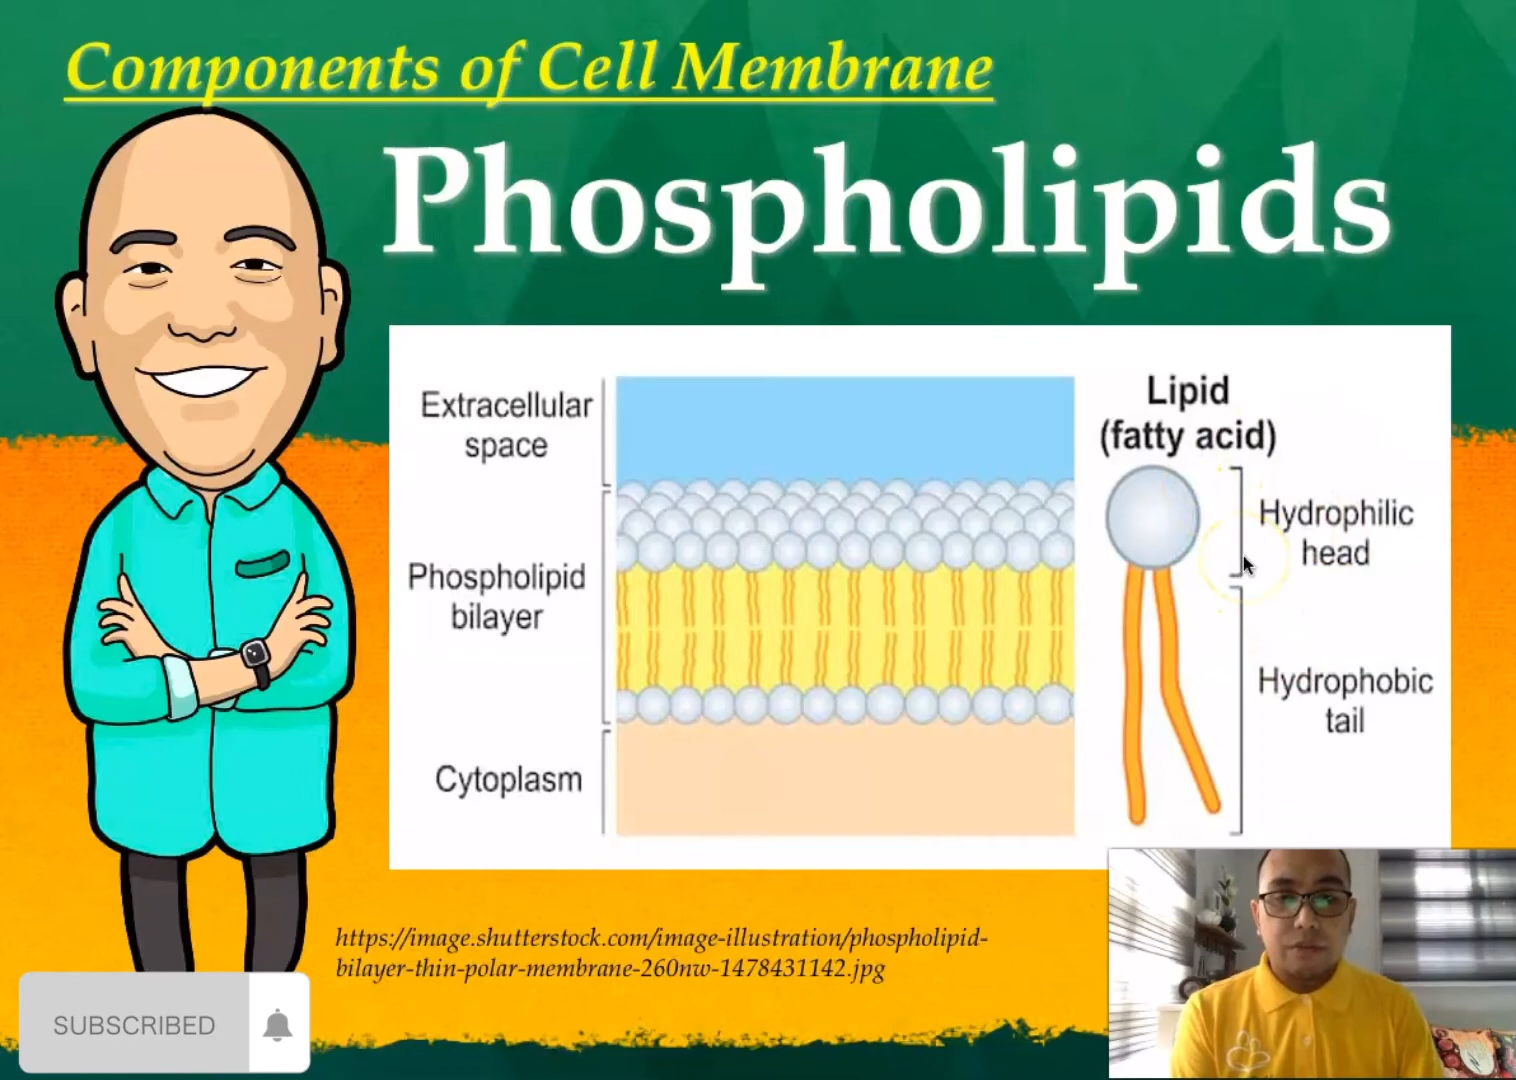 Components of Cell Membrane
Phospholipids
Extracellular
space
Phospholipid
bilayer
Cytoplasm
Lipid
(fatty acid)
Hydrophilic
head
Hydrophobic
tail
https://image.shutterstock.com/image-illustration/phospholipid-
bilayer-thin-polar-membrane-260nw-1478431142.jpg
SUBSCRIBED